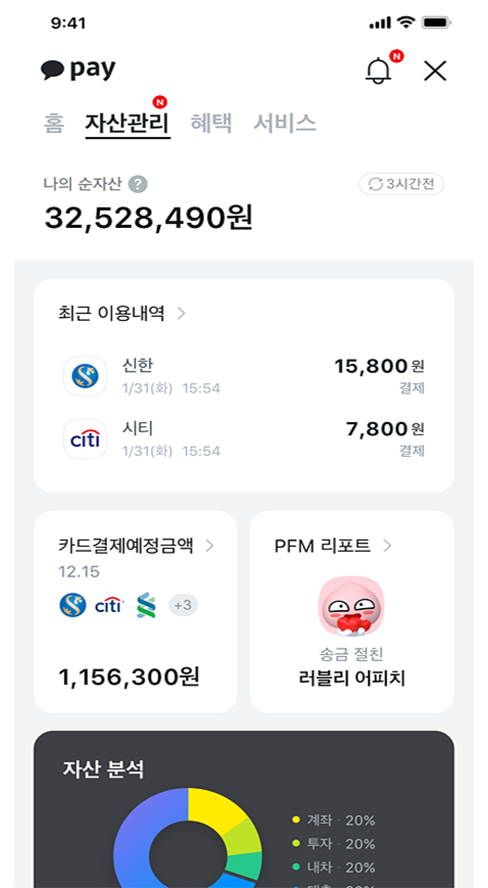 9:41
pay
N
N
홈 자산관리 혜택 서비스
나의 순자산 ?
3시간전
32,528,490원
최근 이용내역 >
신한
15,800 원
1/31(화) 15:54
결제
시티
7,800 원
citi
1/31(화) 15:54
결제
카드결제예정금액 >
12.15
citi
+3
1,156,300원
PFM 리포트 >
송금 절친
러블리 어피치
자산 분석
계좌 · 20%
투자 · 20%
내차 · 20%